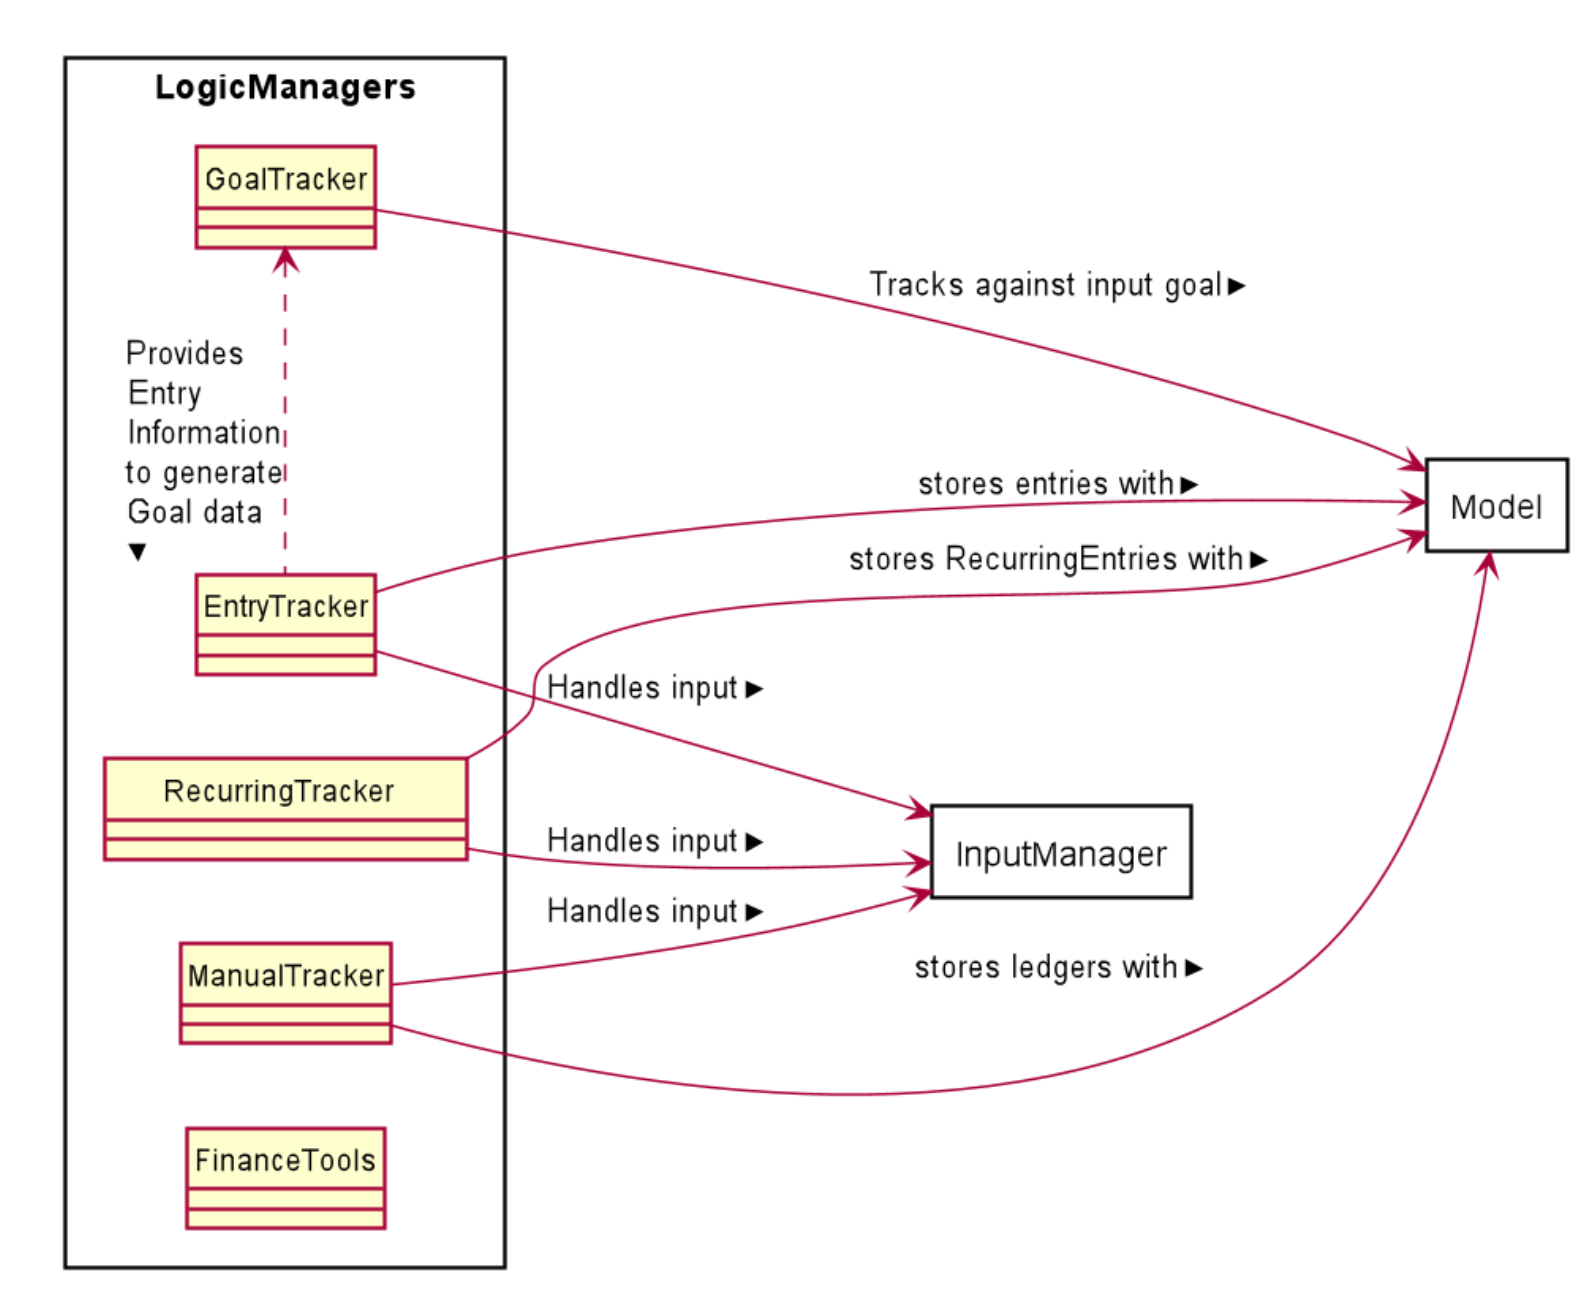 LogicManagers
GoalTracker
Tracks against input goal►
Provides
Entry
Information
to generate
Goal data
▼
stores entries with►
Model
stores RecurringEntries with►
EntryTracker
Handles input►
RecurringTracker
Handles input►
InputManager
Handles input►
stores ledgers with►
ManualTracker
FinanceTools